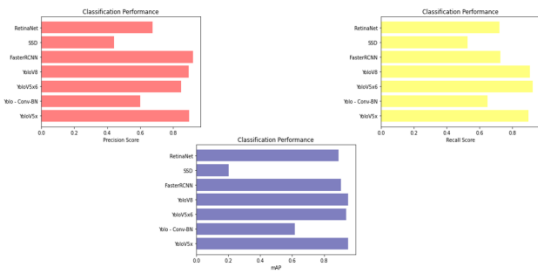 Classification Performance
RetinaNet
SSD
FasterRCNN
YoloV8
YoloV5x6
Yolo - Conv-BN
YoloV5x
0.0 0.2 0.4 0.6 0.8
Precision Score
Classification Performance
RetinaNet
SSD
FasterRCNN
YoloV8
YoloV5x6
Yolo - Conv-BN
YoloV5x
0.0 0.2 0.4 0.6 0.8
Recall Score
Classification Performance
RetinaNet
SSD
FasterRCNN
YoloV8
YoloV5x6
Yolo - Conv-BN
YoloV5x
0.0 0.2 0.4 0.6 0.8
mAP